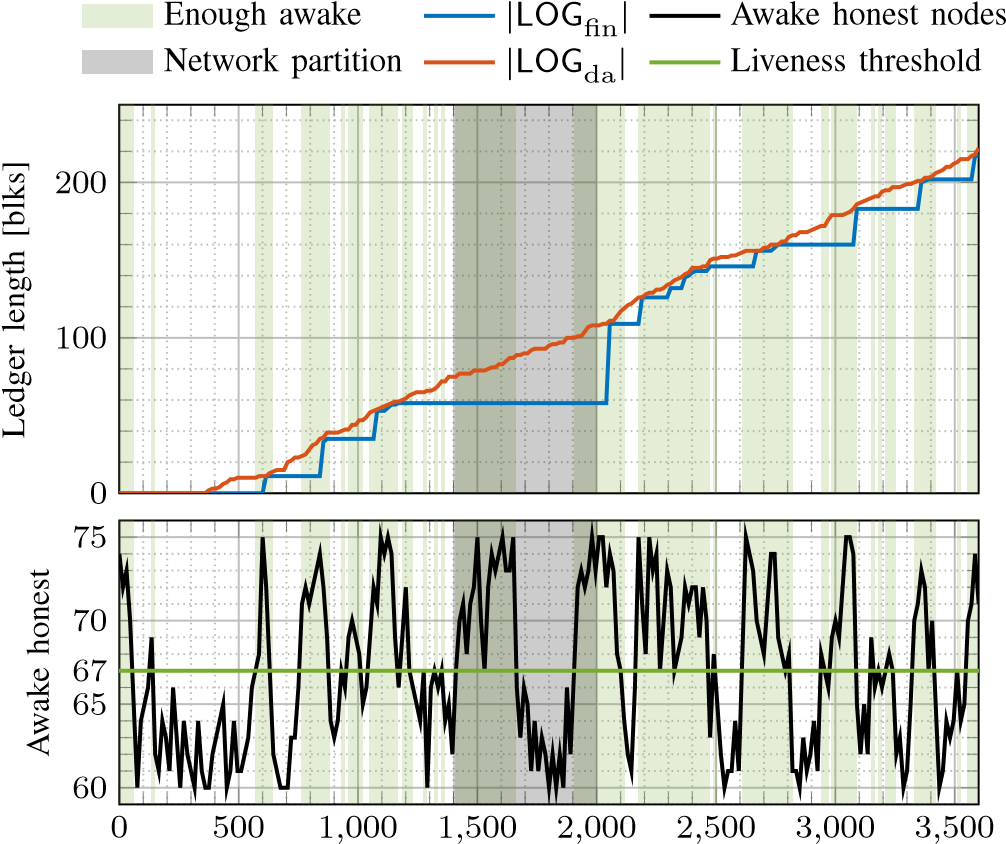 Enough awake |LOG_fin| Awake honest nodes
Network partition |LOG_da| Liveness threshold
Ledger length [blks]
200
100
0
Awake honest
75
70
67
65
60
0 500 1,000 1,500 2,000 2,500 3,000 3,500